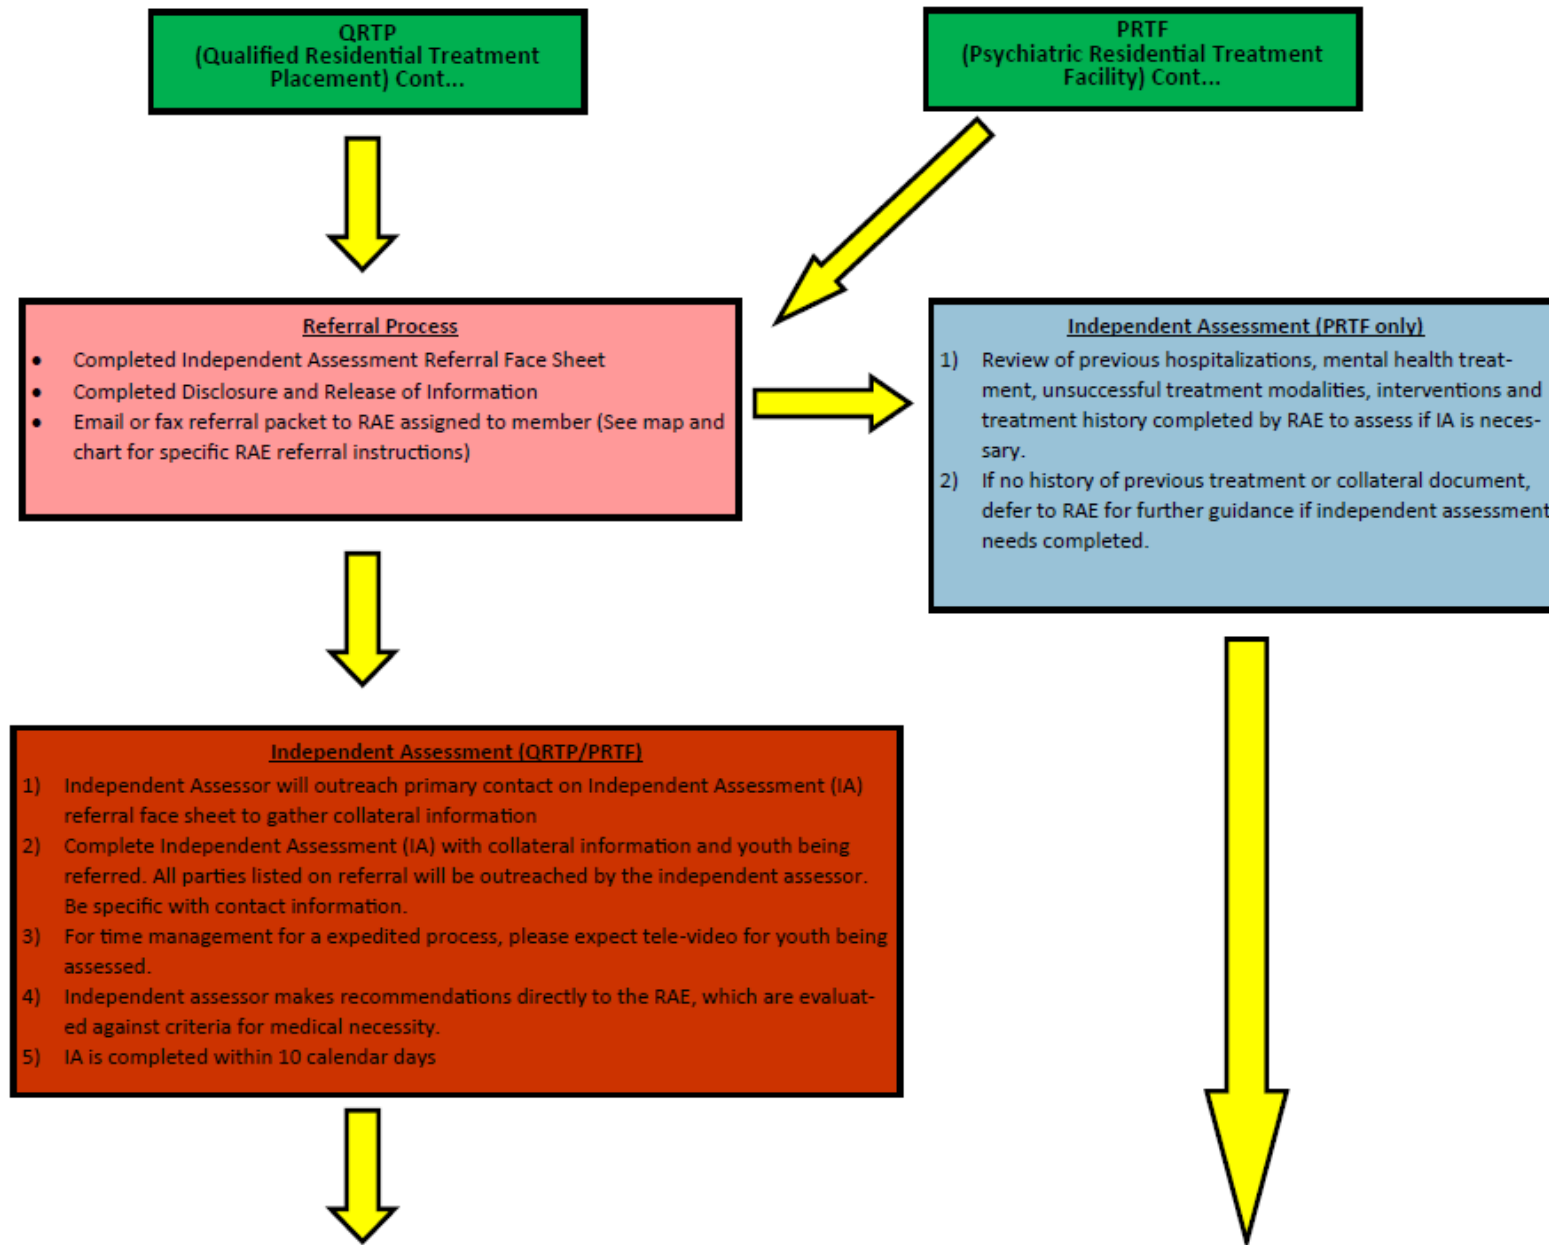 QRTP
(Qualified Residential Treatment
Placement) Cont...
PRTF
(Psychiatric Residential Treatment
Facility) Cont...
Referral Process
• Completed Independent Assessment Referral Face Sheet
• Completed Disclosure and Release of Information
• Email or fax referral packet to RAE assigned to member (See map and
chart for specific RAE referral instructions)
Independent Assessment (PRTF only)
1) Review of previous hospitalizations, mental health treat-
ment, unsuccessful treatment modalities, interventions and
treatment history completed by RAE to assess if IA is neces-
sary.
2) If no history of previous treatment or collateral document,
defer to RAE for further guidance if independent assessment
needs completed.
Independent Assessment (QRTP/PRTF)
1) Independent Assessor will outreach primary contact on Independent Assessment (IA)
referral face sheet to gather collateral information
2) Complete Independent Assessment (IA) with collateral information and youth being
referred. All parties listed on referral will be outreached by the independent assessor.
Be specific with contact information.
3) For time management for a expedited process, please expect tele-video for youth being
assessed.
4) Independent assessor makes recommendations directly to the RAE, which are evaluat-
ed against criteria for medical necessity.
5) IA is completed within 10 calendar days